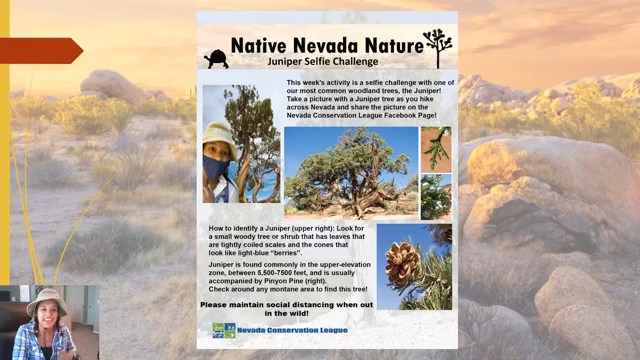 Native Nevada Nature
Juniper Selfie Challenge
This week's activity is a selfie challenge with one of
our most common woodland trees, the Juniper!
Take a picture with a Juniper tree as you hike
across Nevada and share the picture on the
Nevada Conservation League Facebook Page!
How to identify a Juniper (upper right): Look for
a small woody tree or shrub that has leaves that
are tightly coiled scales and the cones that
look like light-blue "berries".
Juniper is found commonly in the upper-elevation
zone, between 5,500-7500 feet, and is usually
accompanied by Pinyon Pine (right).
Check around any montane area to find this tree!
Please maintain social distancing when out
in the wild!
Nevada Conservation League